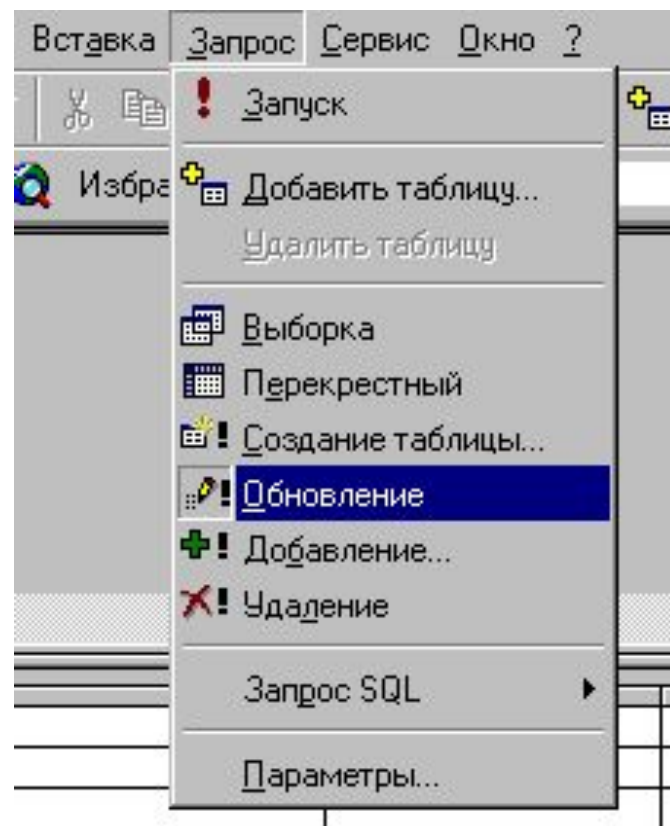 Вставка Запрос Сервис Окно ?
Запуск
Избра
Добавить таблицу...
Удалить таблицу
Выборка
Перекрестный
Создание таблицы...
Обновление
Добавление...
Удаление
Запрос SQL
Параметры...